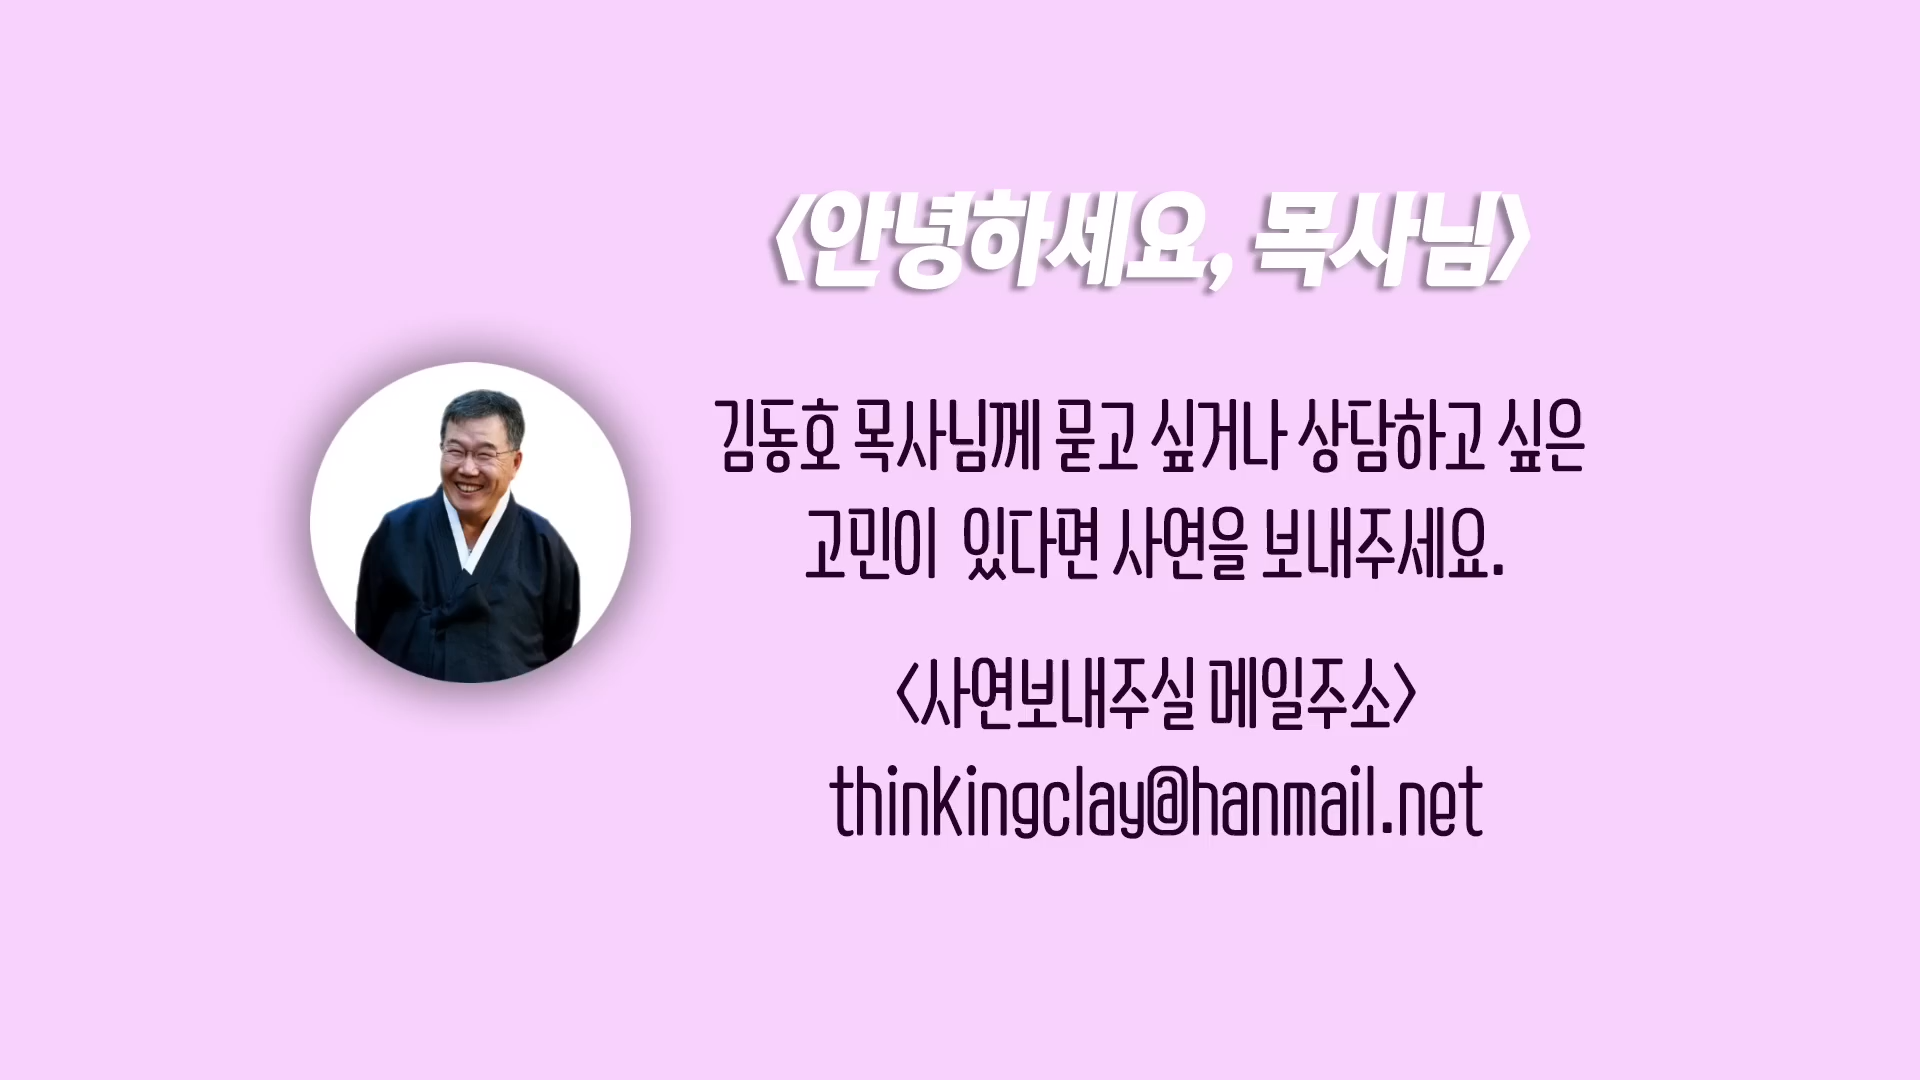 <안녕하세요, 목사님>
김동호 목사님께 묻고 싶거나 상담하고 싶은
고민이 있다면 사연을 보내주세요.
<사연보내주실 메일주소>
thinkingclay@hanmail.net